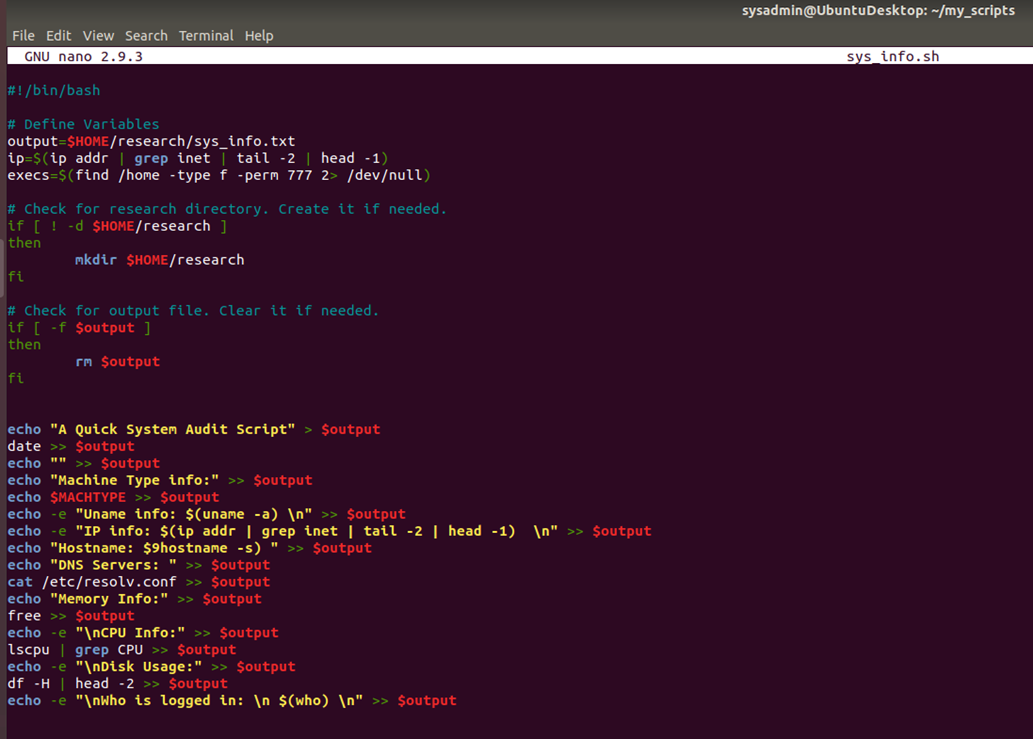 sysadmin@UbuntuDesktop: ~/my_scripts
File Edit View Search Terminal Help
GNU nano 2.9.3 sys_info.sh
#!/bin/bash
# Define Variables
output=$HOME/research/sys_info.txt
ip=$(ip addr | grep inet | tail -2 | head -1)
execs=$(find /home -type f -perm 777 2> /dev/null)
# Check for research directory. Create it if needed.
if [ ! -d $HOME/research ]
then
mkdir $HOME/research
fi
# Check for output file. Clear it if needed.
if [ -f $output ]
then
rm $output
fi
echo "A Quick System Audit Script" > $output
date >> $output
echo "" >> $output
echo "Machine Type info:" >> $output
echo $MACHTYPE >> $output
echo -e "Uname info: $(uname -a) \n" >> $output
echo -e "IP info: $(ip addr | grep inet | tail -2 | head -1)  \n" >> $output
echo "Hostname: $9hostname -s) " >> $output
echo "DNS Servers: " >> $output
cat /etc/resolv.conf >> $output
echo "Memory Info:" >> $output
free >> $output
echo -e "\nCPU Info:" >> $output
lscpu | grep CPU >> $output
echo -e "\nDisk Usage:" >> $output
df -H | head -2 >> $output
echo -e "\nWho is logged in: \n $(who) \n" >> $output